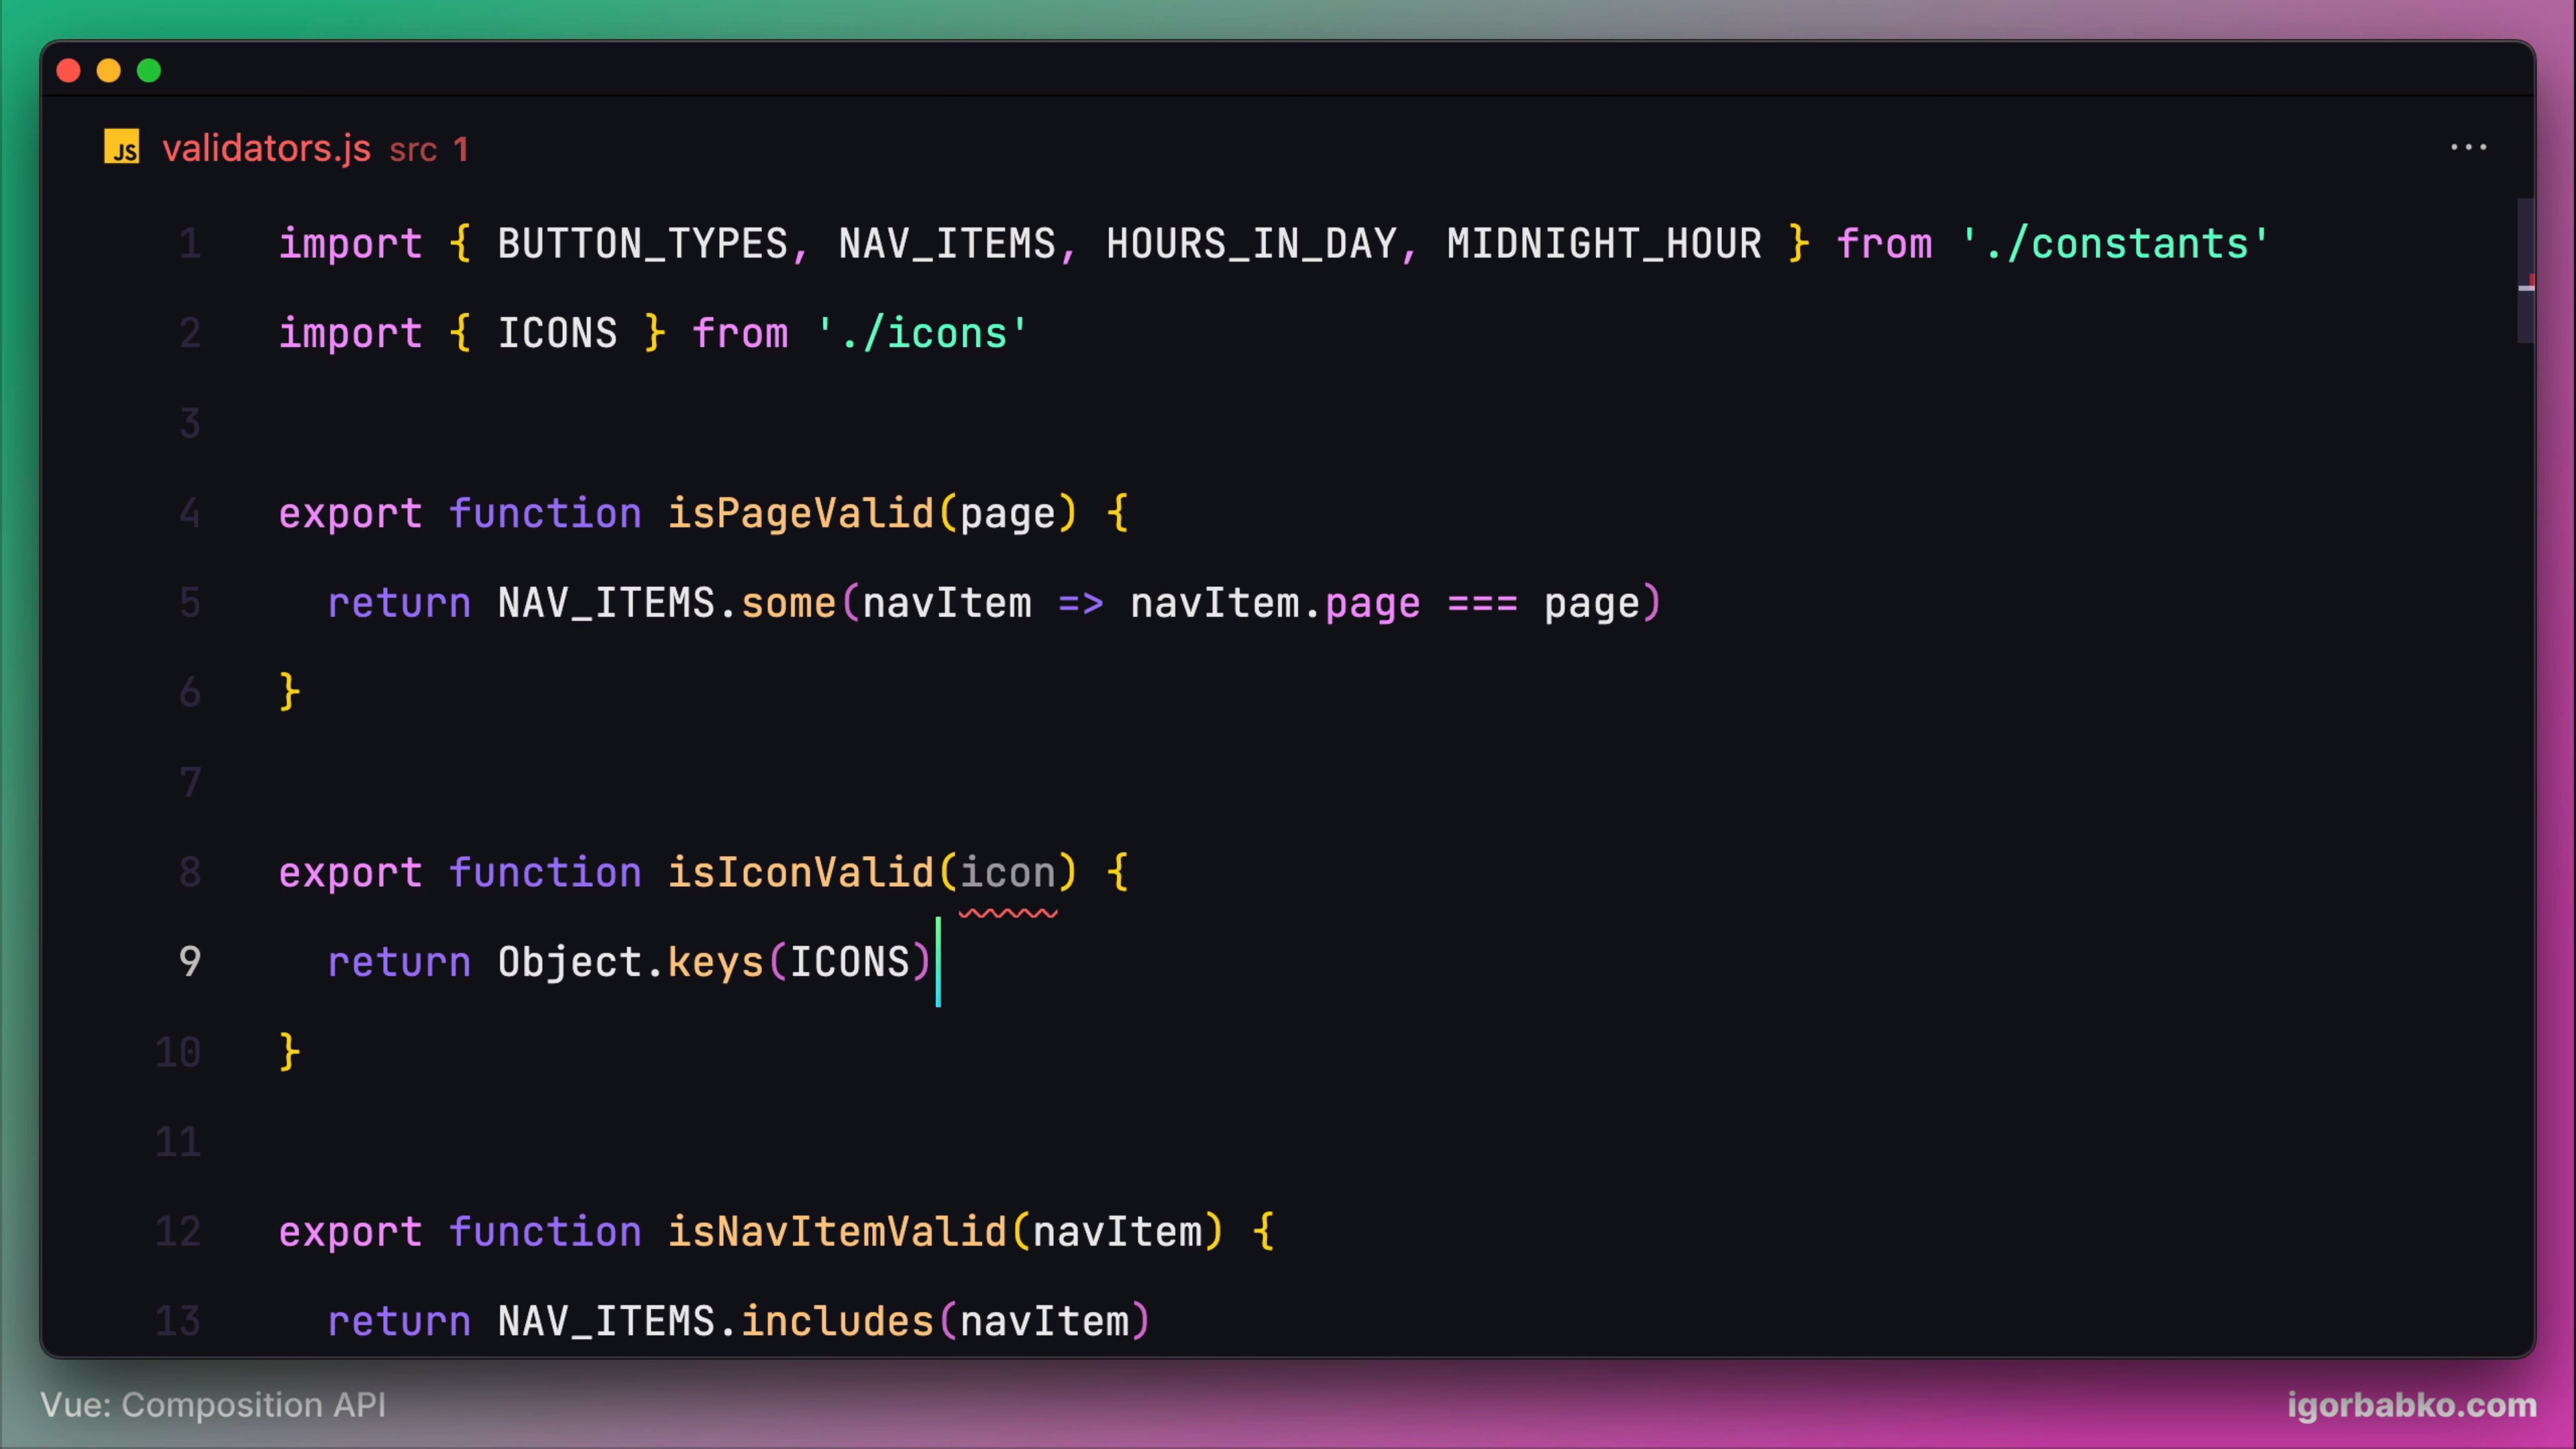 JS validators.js src 1 ...
1 import { BUTTON_TYPES, NAV_ITEMS, HOURS_IN_DAY, MIDNIGHT_HOUR } from './constants'
2 import { ICONS } from './icons'
3
4 export function isPageValid(page) {
5 return NAV_ITEMS.some(navItem => navItem.page === page)
6 }
7
8 export function isIconValid(icon) {
9 return Object.keys(ICONS)
10 }
11
12 export function isNavItemValid(navItem) {
13 return NAV_ITEMS.includes(navItem)
Vue: Composition API
igorbabko.com